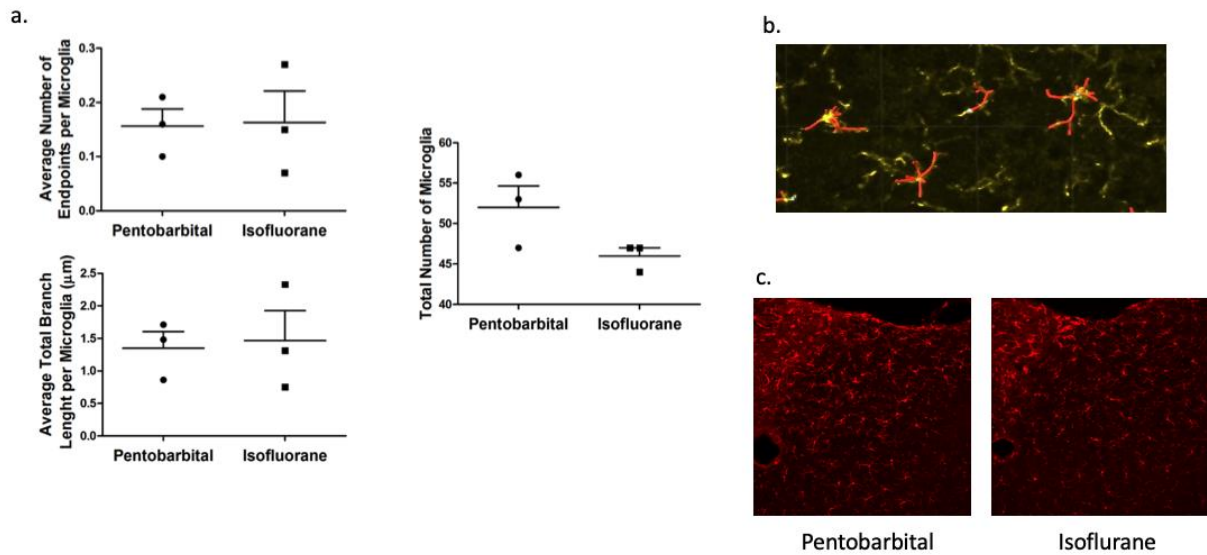 a.
Average Number of
Endpoints per Microglia
0.3
0.2
0.1
0.0
Pentobarbital
Isofluorane
Average Total Branch
Lenght per Microglia (μm)
2.5
2.0
1.5
1.0
0.5
0.0
Pentobarbital
Isofluorane
Total Number of Microglia
60
55
50
45
40
Pentobarbital
Isofluorane
b.
c.
Pentobarbital
Isoflurane